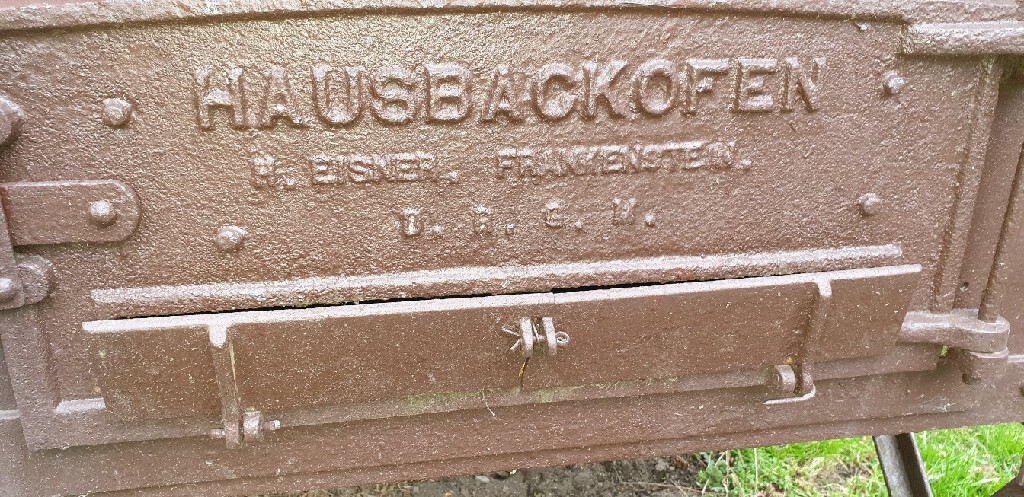 HAUSBACKOFEN
R. EISNER. FRANKENSTEIN.
D. R. G. M.